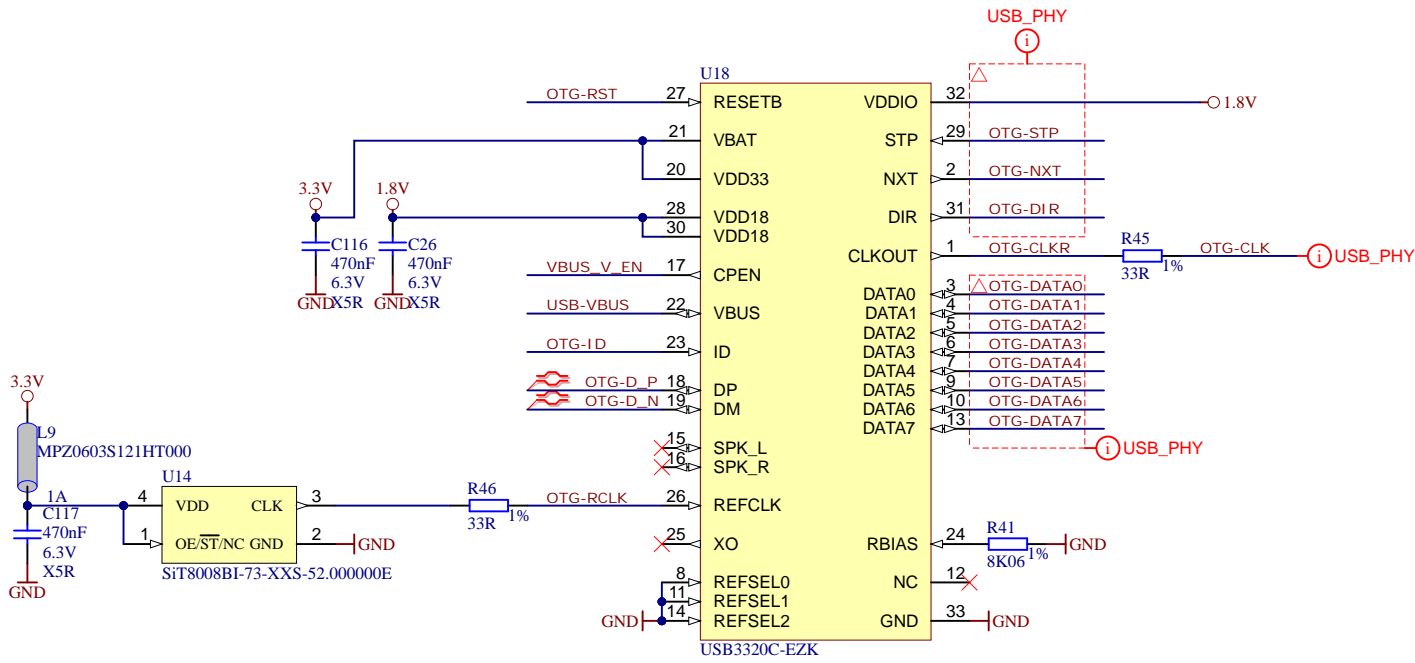 USB_PHY
U18
OTG-RST 27 RESETB VDDIO 32 1.8V
21 VBAT STP 29 OTG-STP
20 VDD33 NXT 2 OTG-NXT
3.3V 1.8V
28 VDD18 DIR 31 OTG-DIR
30 VDD18
C116 C26
470nF 470nF
6.3V 6.3V
X5R X5R
GND GND
CLKOUT 1 OTG-CLKR R45 OTG-CLK USB_PHY
33R 1%
VBUS_V_EN 17 CPEN
DATA0 3 OTG-DATA0
USB-VBUS 22 VBUS DATA1 4 OTG-DATA1
DATA2 5 OTG-DATA2
OTG-ID 23 ID DATA3 6 OTG-DATA3
DATA4 7 OTG-DATA4
OTG-D_P 18 DP DATA5 9 OTG-DATA5
OTG-D_N 19 DM DATA6 10 OTG-DATA6
DATA7 13 OTG-DATA7
USB_PHY
15 SPK_L
16 SPK_R
3.3V
L9
MPZ0603S121HT000
1A
C117
470nF
6.3V
X5R
GND
U14
4 VDD CLK 3
1 OE/ST/NC GND 2 GND
SiT8008BI-73-XXS-52.000000E
R46
33R 1%
OTG-RCLK 26 REFCLK
25 XO RBIAS 24 R41 GND
8K06 1%
8 REFSEL0 NC 12
11 REFSEL1
GND 14 REFSEL2 GND 33 GND
USB3320C-EZK